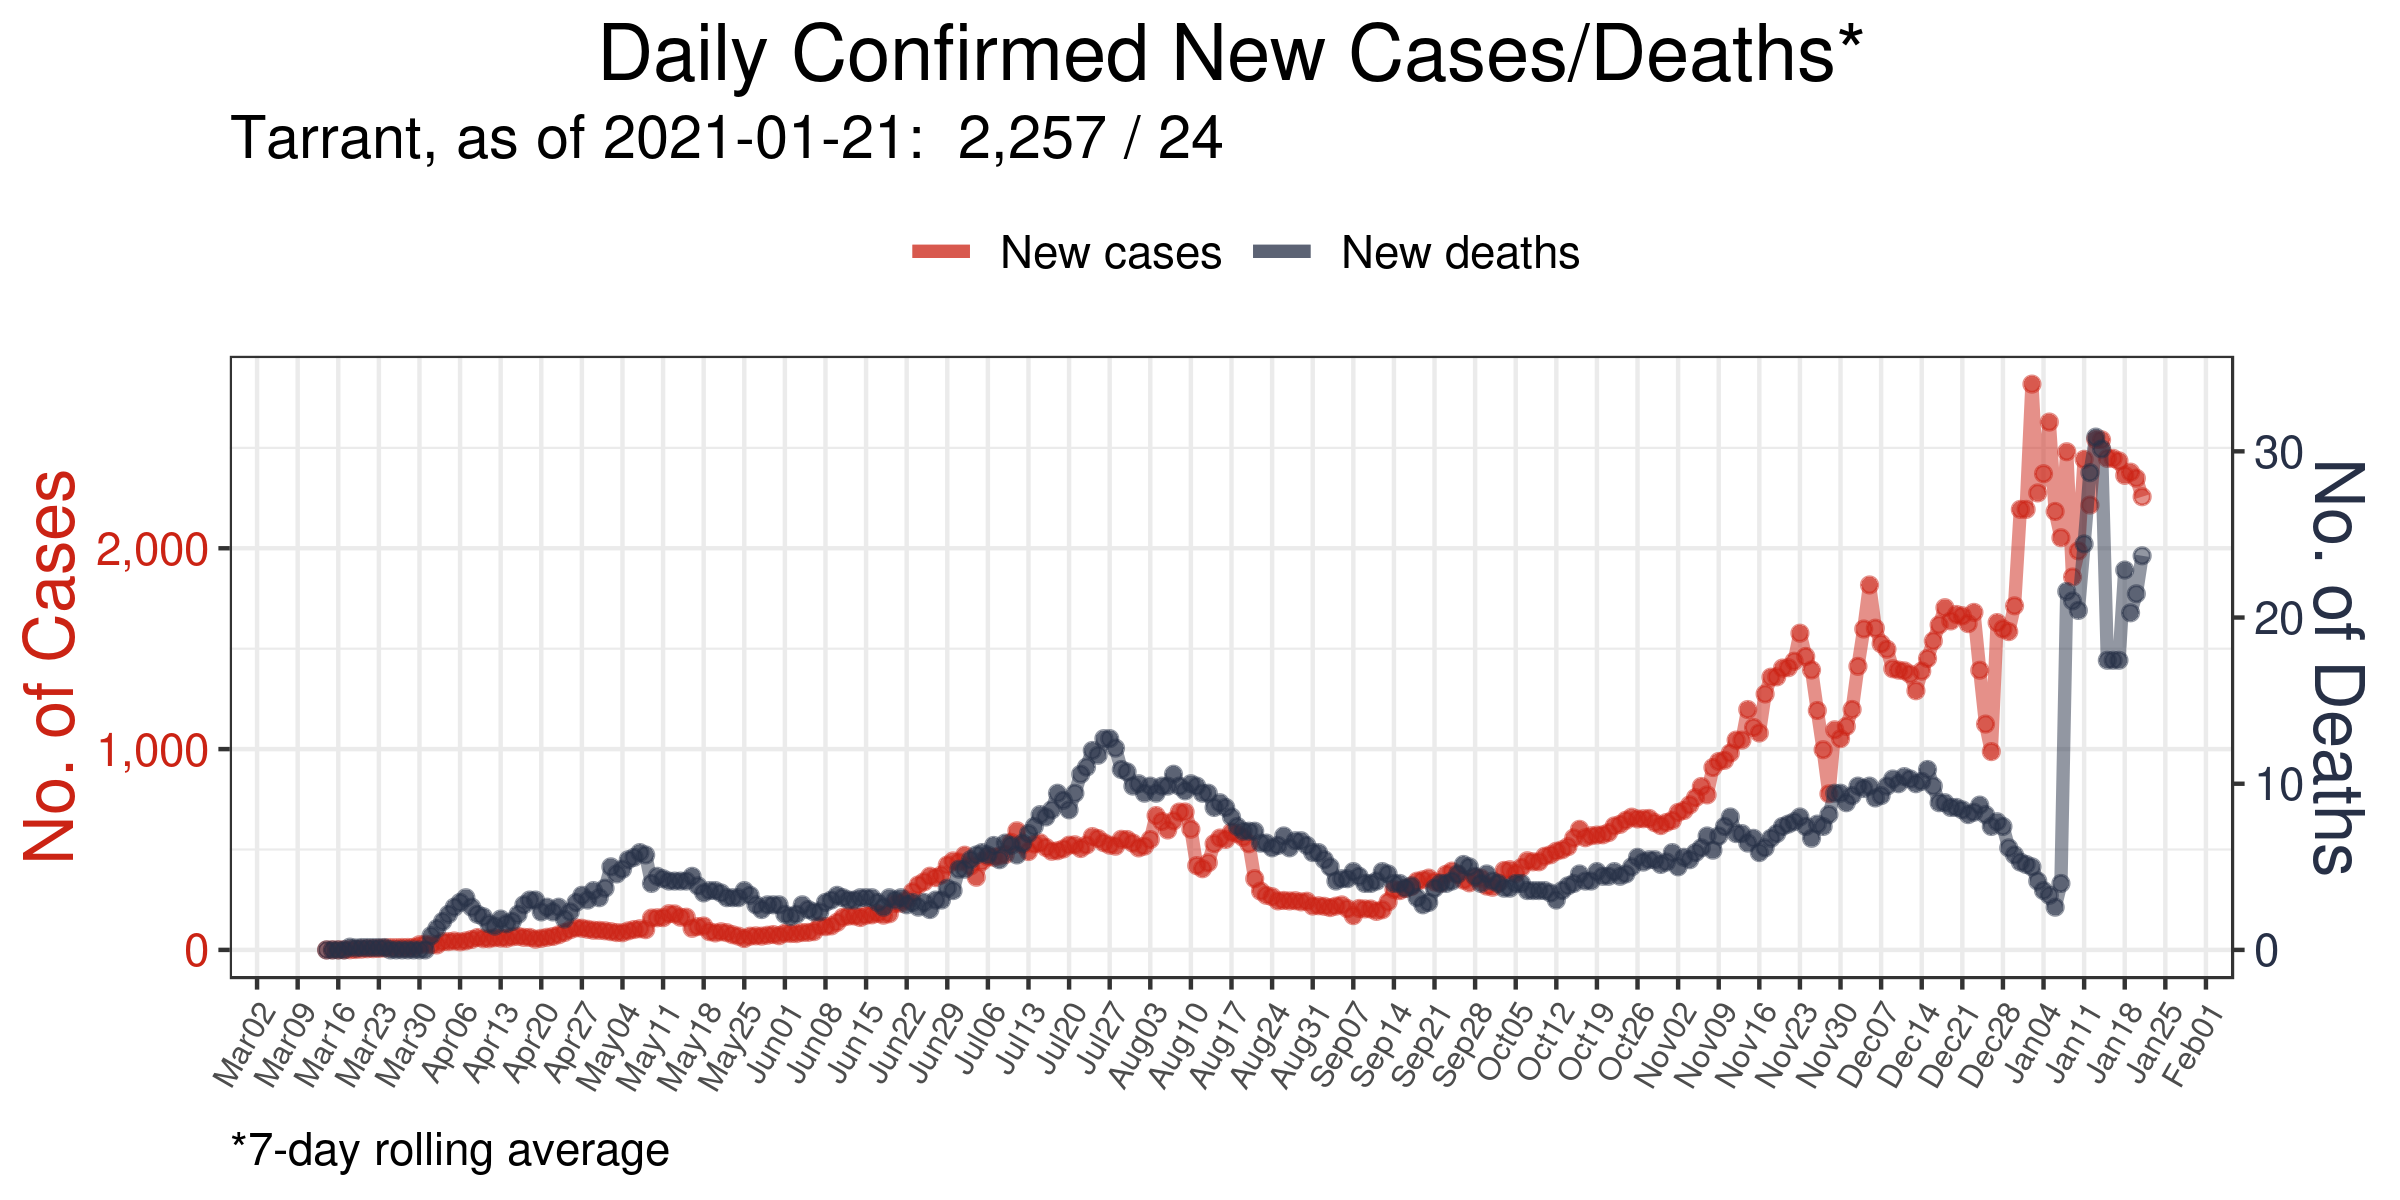 Daily Confirmed New Cases/Deaths*
Tarrant, as of 2021-01-21:  2,257 / 24
New cases
New deaths
No. of Cases
2,000
1,000
0
30
20
10
0
No. of Deaths
Mar02
Mar09
Mar16
Mar23
Mar30
Apr06
Apr13
Apr20
Apr27
May04
May11
May18
May25
Jun01
Jun08
Jun15
Jun22
Jun29
Jul06
Jul13
Jul20
Jul27
Aug03
Aug10
Aug17
Aug24
Aug31
Sep07
Sep14
Sep21
Sep28
Oct05
Oct12
Oct19
Oct26
Nov02
Nov09
Nov16
Nov23
Nov30
Dec07
Dec14
Dec21
Dec28
Jan04
Jan11
Jan18
Jan25
Feb01
*7-day rolling average